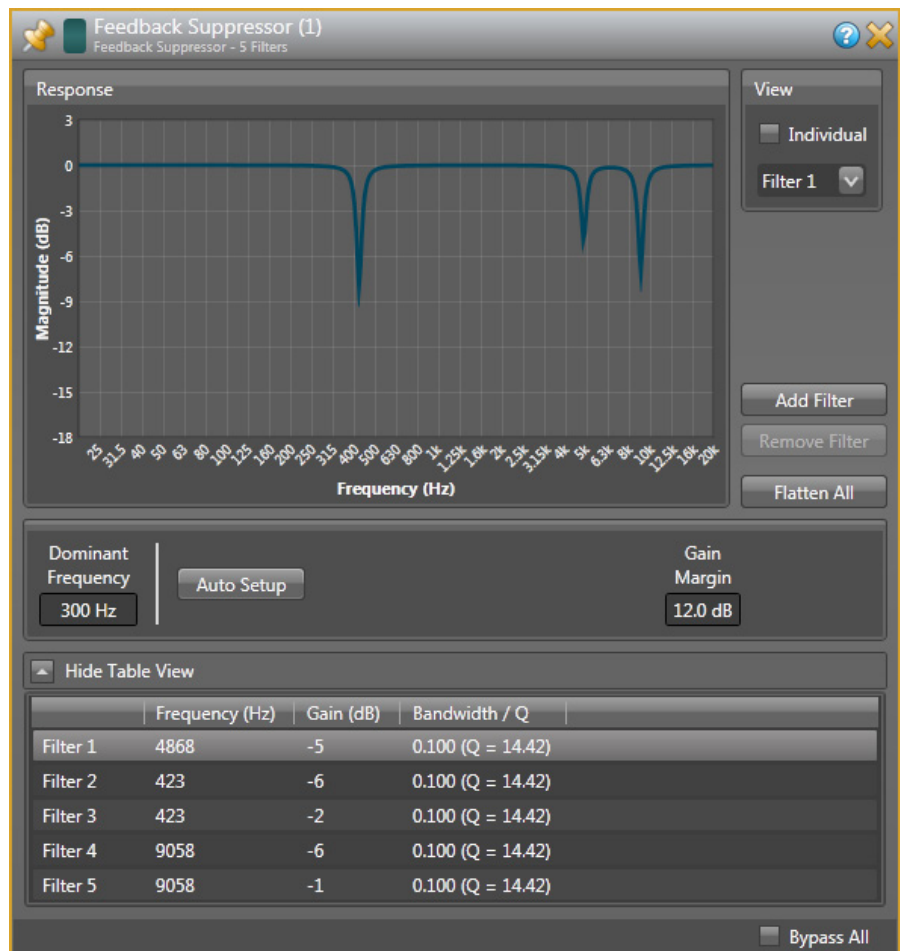 Feedback Suppressor (1)
Feedback Suppressor - 5 Filters
Response
3
0
-3
-6
-9
-12
-15
-18
Magnitude (dB)
25 31.5 40 50 63 80 100 125 160 200 250 315 400 500 630 800 1k 1.25k 1.6k 2k 2.5k 3.15k 4k 5k 6.3k 8k 10k 12.5k 16k 20k
Frequency (Hz)
View
Individual
Filter 1
Add Filter
Remove Filter
Flatten All
Dominant
Frequency
300 Hz
Auto Setup
Gain
Margin
12.0 dB
Hide Table View
Frequency (Hz) Gain (dB) Bandwidth / Q
Filter 1 4868 -5 0.100 (Q = 14.42)
Filter 2 423 -6 0.100 (Q = 14.42)
Filter 3 423 -2 0.100 (Q = 14.42)
Filter 4 9058 -6 0.100 (Q = 14.42)
Filter 5 9058 -1 0.100 (Q = 14.42)
Bypass All